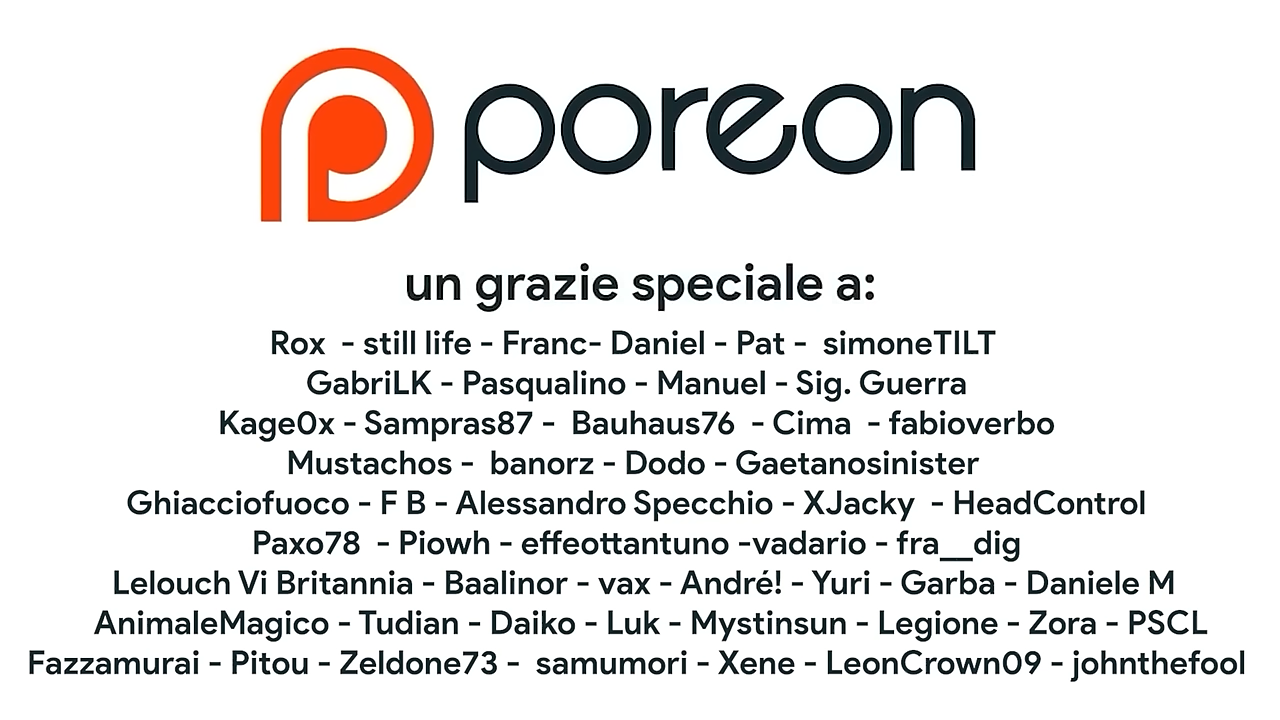 poreon
un grazie speciale a:
Rox - still life - Franc- Daniel - Pat - simoneTILT
GabriLK - Pasqualino - Manuel - Sig. Guerra
Kage0x - Sampras87 - Bauhaus76 - Cima - fabioverbo
Mustachos - banorz - Dodo - Gaetanosinister
Ghiacciofuoco - F B - Alessandro Specchio - XJacky - HeadControl
Paxo78 - Piowh - effeottantuno -vadario - fra__dig
Lelouch Vi Britannia - Baalinor - vax - André! - Yuri - Garba - Daniele M
AnimaleMagico - Tudian - Daiko - Luk - Mystinsun - Legione - Zora - PSCL
Fazzamurai - Pitou - Zeldone73 - samumori - Xene - LeonCrown09 - johnthefool